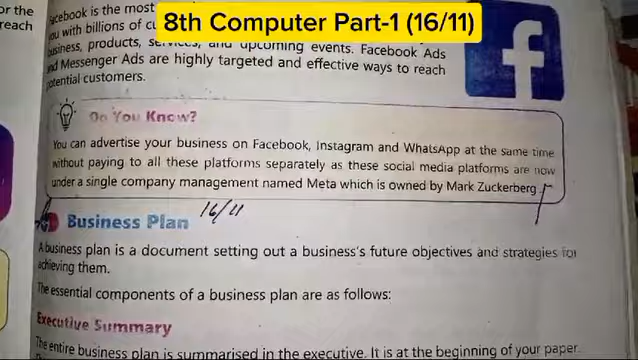 8th Computer Part-1 (16/11)
or the
reach
Facebook is the most
you with billions of cu
business, products, services, and upcoming events. Facebook Ads
and Messenger Ads are highly targeted and effective ways to reach
potential customers.
f
Do You Know?
You can advertise your business on Facebook, Instagram and WhatsApp at the same time
without paying to all these platforms separately as these social media platforms are now
under a single company management named Meta which is owned by Mark Zuckerberg.
16/11
Business Plan
A business plan is a document setting out a business's future objectives and strategies for
achieving them.
The essential components of a business plan are as follows:
Executive Summary
The entire business plan is summarised in the executive. It is at the beginning of your paper.